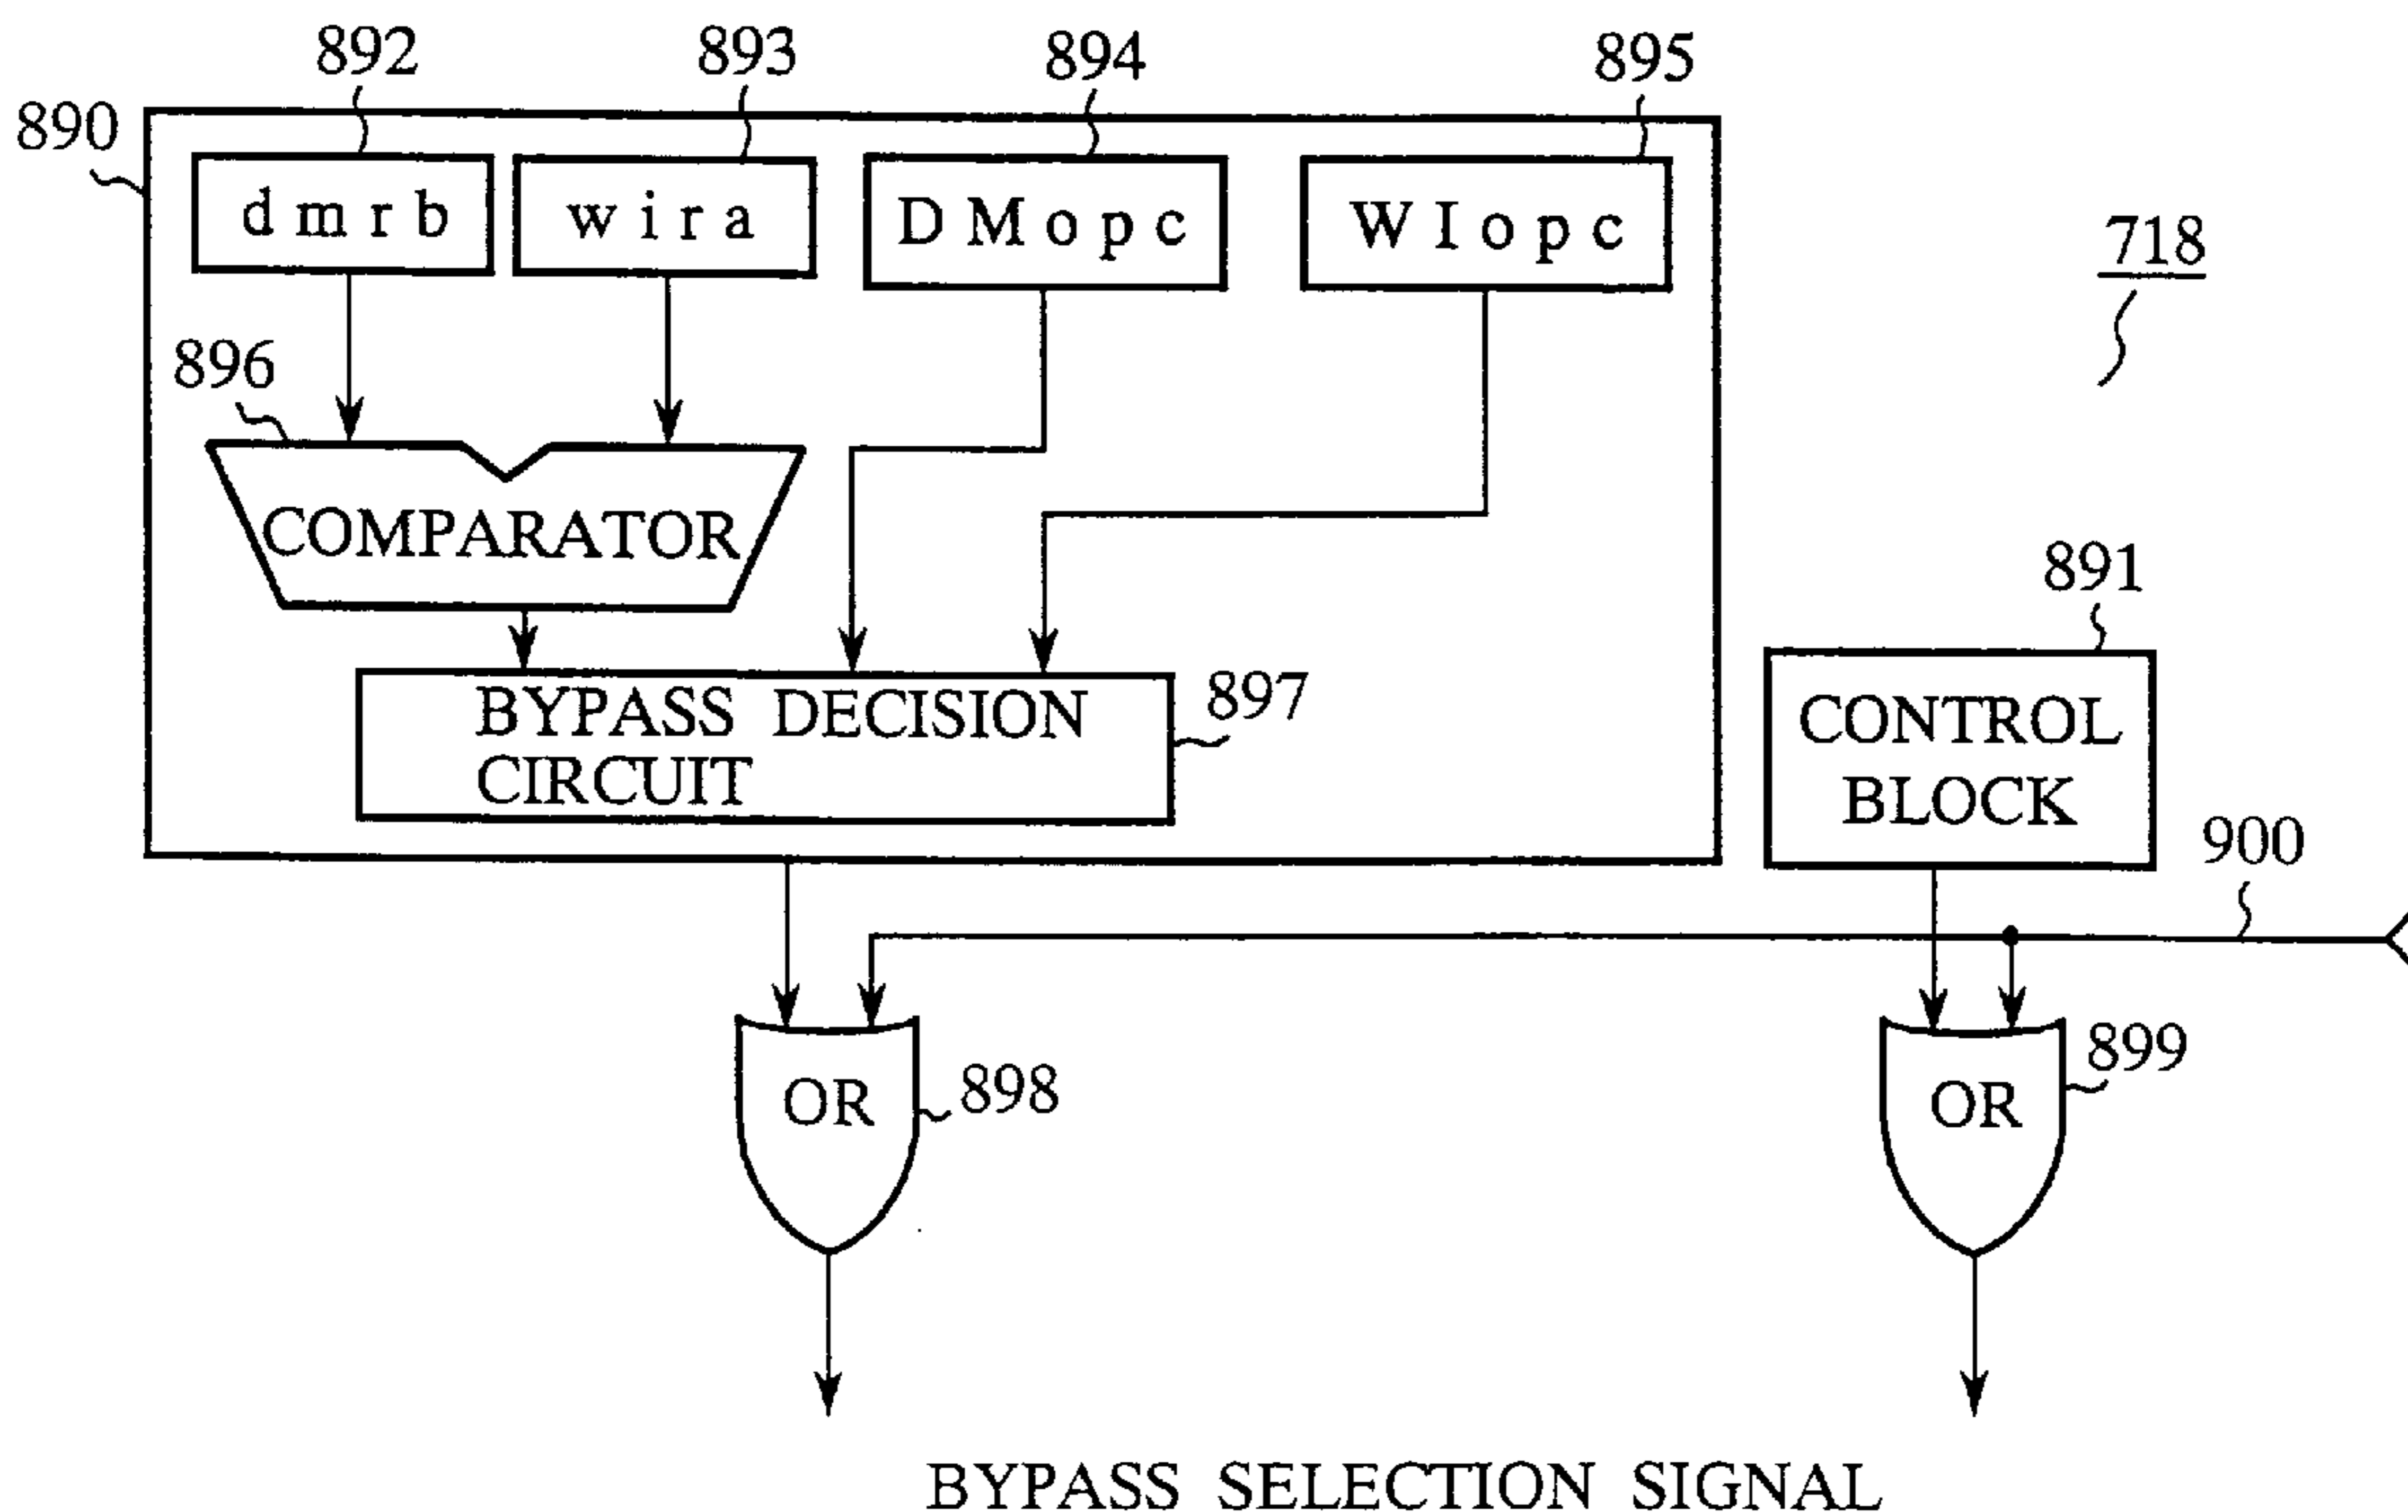 892
893
894
895
890
dmrb
wira
DMopc
WIopc
718
896
COMPARATOR
891
BYPASS DECISION
CIRCUIT
897
CONTROL
BLOCK
900
OR
898
OR
899
BYPASS SELECTION SIGNAL